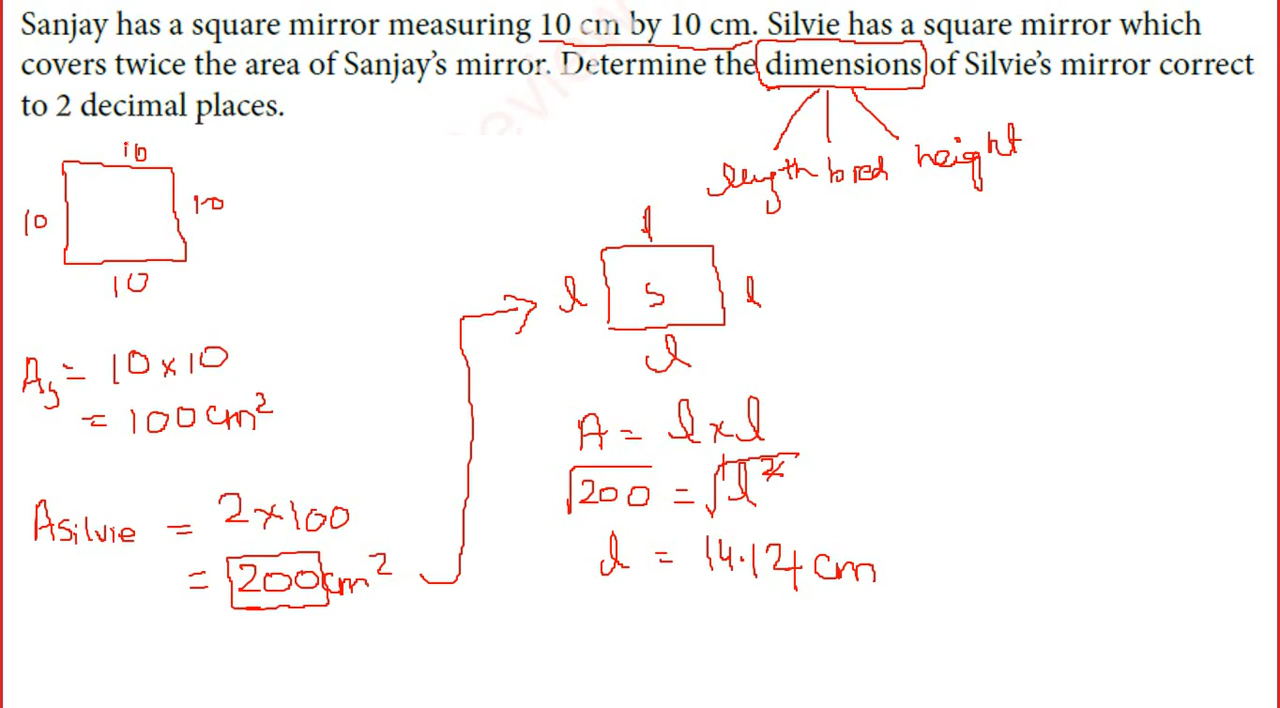 Sanjay has a square mirror measuring 10 cm by 10 cm. Silvie has a square mirror which
covers twice the area of Sanjay's mirror. Determine the dimensions of Silvie's mirror correct
to 2 decimal places.
length bred height
10
10
10
10
l
l
S
l
l
As = 10 x 10
= 100 cm²
Asilvie = 2 x 100
= 200 cm²
A = l x l
√200 = √l²
l = 14.14 cm